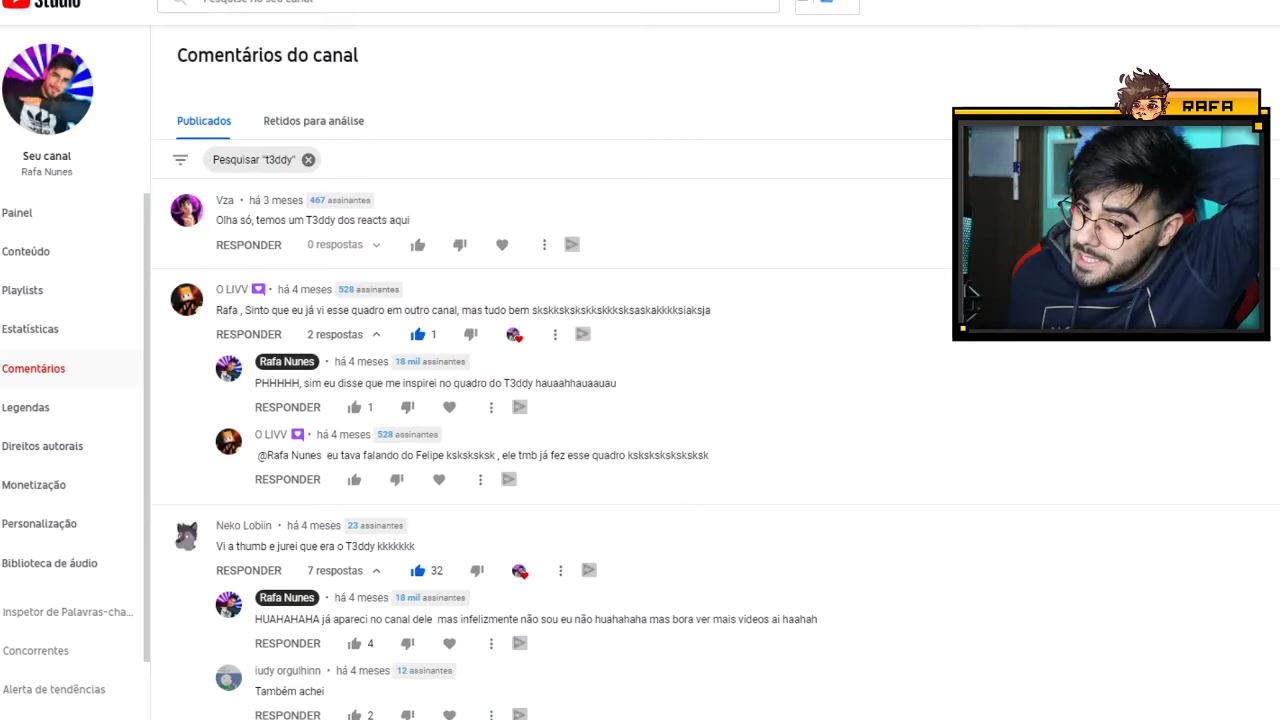 Studio
Pesquise no seu canal
Comentários do canal
RAFA
Publicados
Retidos para análise
Pesquisar "t3ddy"
Seu canal
Rafa Nunes
Painel
Conteúdo
Playlists
Estatísticas
Comentários
Legendas
Direitos autorais
Monetização
Personalização
Biblioteca de áudio
Inspetor de Palavras-cha...
Concorrentes
Alerta de tendências
Vza • há 3 meses 467 assinantes
Olha só, temos um T3ddy dos reacts aqui
RESPONDER 0 respostas
O LIVV • há 4 meses 528 assinantes
Rafa , Sinto que eu já vi esse quadro em outro canal, mas tudo bem skskksksksksskkkksksaskakkkksiaksja
RESPONDER 2 respostas 1
Rafa Nunes • há 4 meses 18 mil assinantes
PHHHHH, sim eu disse que me inspirei no quadro do T3ddy hauaahhauaauau
RESPONDER 1
O LIVV • há 4 meses 528 assinantes
@Rafa Nunes eu tava falando do Felipe ksksksksk , ele tmb já fez esse quadro ksksksksksksksk
RESPONDER
Neko Lobiin • há 4 meses 23 assinantes
Vi a thumb e jurei que era o T3ddy kkkkkkk
RESPONDER 7 respostas 32
Rafa Nunes • há 4 meses 18 mil assinantes
HUAHAHAHA já apareci no canal dele mas infelizmente não sou eu não huahahaha mas bora ver mais videos ai haahah
RESPONDER 4
iudy orgulhinn • há 4 meses 12 assinantes
Também achei
RESPONDER 2